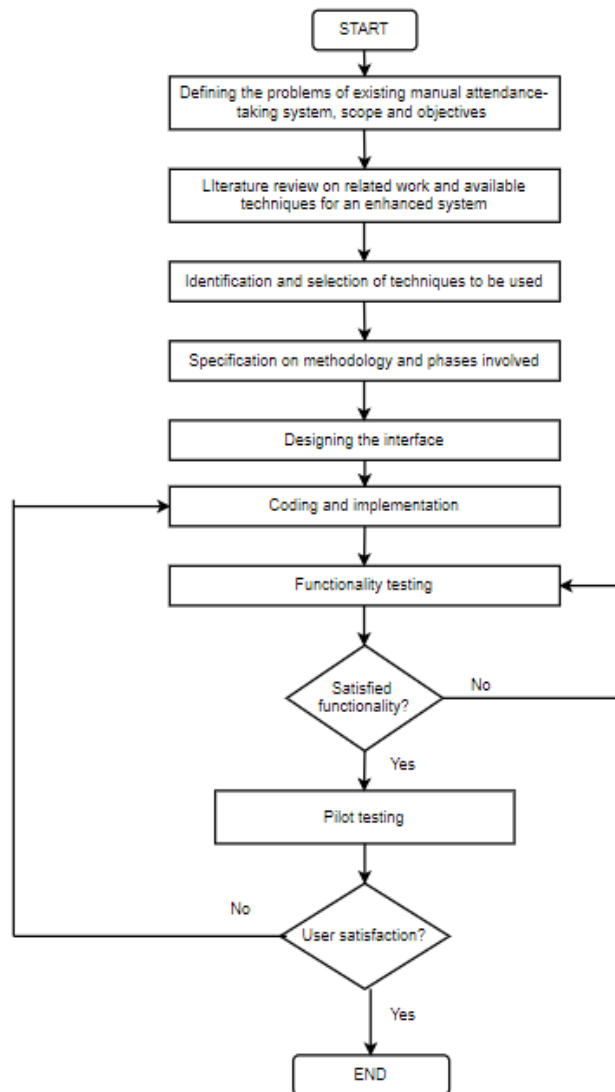 START
Defining the problems of existing manual attendance-
taking system, scope and objectives
LIterature review on related work and available
techniques for an enhanced system
Identification and selection of techniques to be used
Specification on methodology and phases involved
Designing the interface
Coding and implementation
Functionality testing
Satisfied
functionality?
No
Yes
Pilot testing
No
User satisfaction?
Yes
END